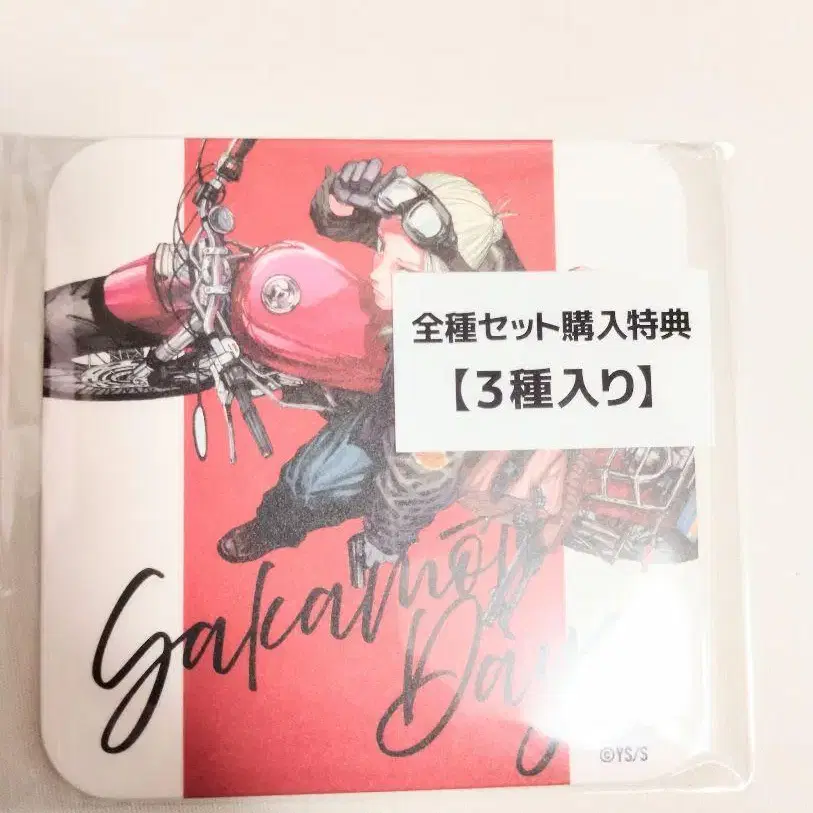 全種セット購入特典
【3種入り】
Sakamoto
Days
©YS/S